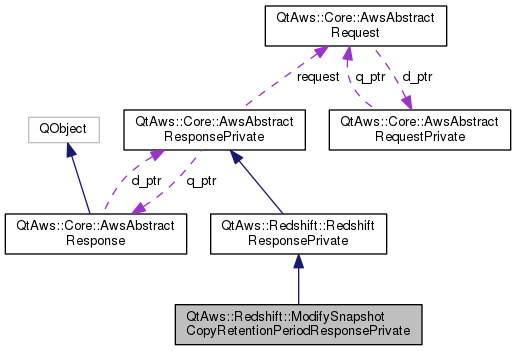 QtAws::Core::AwsAbstract
Request
request
q_ptr
d_ptr
QObject
QtAws::Core::AwsAbstract
ResponsePrivate
QtAws::Core::AwsAbstract
RequestPrivate
d_ptr
q_ptr
QtAws::Core::AwsAbstract
Response
QtAws::Redshift::Redshift
ResponsePrivate
QtAws::Redshift::ModifySnapshot
CopyRetentionPeriodResponsePrivate